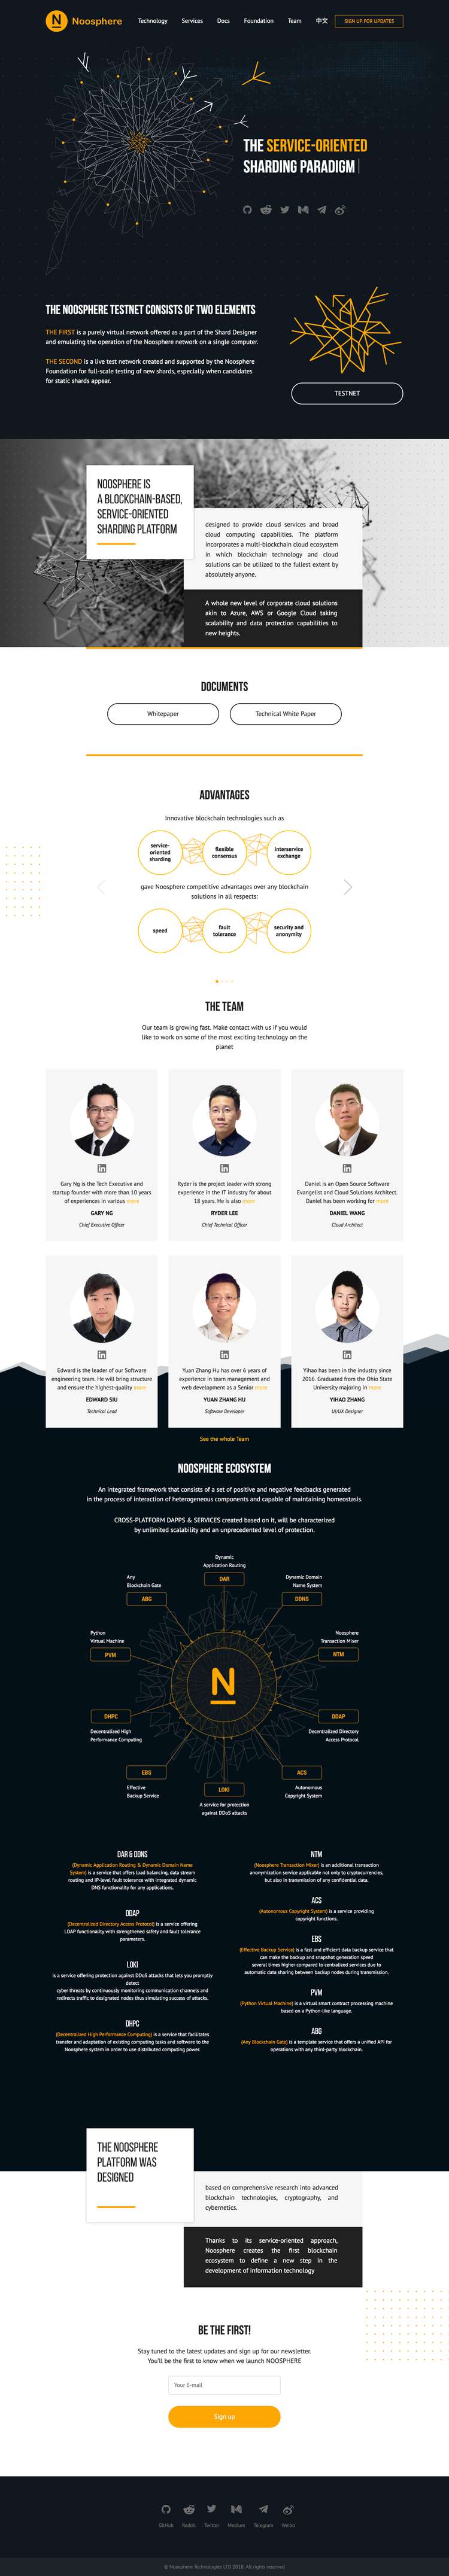 Noosphere
Technology
Services
Docs
Foundation
Team
中文
SIGN UP FOR UPDATES
THE SERVICE-ORIENTED
SHARDING PARADIGM
THE NOOSPHERE TESTNET CONSISTS OF TWO ELEMENTS
THE FIRST is a purely virtual network offered as a part of the Shard Designer
and emulating the operation of the Noosphere network on a single computer.
THE SECOND is a live test network created and supported by the Noosphere
Foundation for full-scale testing of new shards, especially when candidates
for static shards appear.
TESTNET
NOOSPHERE IS
A BLOCKCHAIN-BASED,
SERVICE-ORIENTED
SHARDING PLATFORM
designed to provide cloud services and broad
cloud computing capabilities. The platform
incorporates a multi-blockchain cloud ecosystem
in which blockchain technology and cloud
solutions can be utilized to the fullest extent by
absolutely anyone.
A whole new level of corporate cloud solutions
akin to Azure, AWS or Google Cloud taking
scalability and data protection capabilities to
new heights.
DOCUMENTS
Whitepaper
Technical White Paper
ADVANTAGES
Innovative blockchain technologies such as
service-
oriented
sharding
flexible
consensus
interservice
exchange
gave Noosphere competitive advantages over any blockchain
solutions in all respects:
speed
fault
tolerance
security and
anonymity
THE TEAM
Our team is growing fast. Make contact with us if you would
like to work on some of the most exciting technology on the
planet
Gary Ng is the Tech Executive and
startup founder with more than 10 years
of experiences in various more
GARY NG
Chief Executive Officer
Ryder is the project leader with strong
experience in the IT industry for about
18 years. He is also more
RYDER LEE
Chief Technical Officer
Daniel is an Open Source Software
Evangelist and Cloud Solutions Architect.
Daniel has been working for more
DANIEL WANG
Cloud Architect
Edward is the leader of our Software
engineering team. He will bring structure
and ensure the highest-quality more
EDWARD SIU
Technical Lead
Yuan Zhang Hu has over 6 years of
experience in team management and
web development as a Senior more
YUAN ZHANG HU
Software Developer
Yihao has been in the industry since
2016. Graduated from the Ohio State
University majoring in more
YIHAO ZHANG
UI/UX Designer
See the whole Team
NOOSPHERE ECOSYSTEM
An integrated framework that consists of a set of positive and negative feedbacks generated
in the process of interaction of heterogeneous components and capable of maintaining homeostasis.
CROSS-PLATFORM DAPPS & SERVICES created based on it, will be characterized
by unlimited scalability and an unprecedented level of protection.
Dynamic
Application Routing
DAR
Any
Blockchain Gate
ABG
Dynamic Domain
Name System
DDNS
Python
Virtual Machine
PVM
Noosphere
Transaction Mixer
NTM
DHPC
Decentralized High
Performance Computing
DDAP
Decentralized Directory
Access Protocol
EBS
Effective
Backup Service
ACS
Autonomous
Copyright System
LOKI
A service for protection
against DDoS attacks
DAR & DDNS
(Dynamic Application Routing & Dynamic Domain Name
System) is a service that offers load balancing, data stream
routing and IP-level fault tolerance with integrated dynamic
DNS functionality for any applications.
DDAP
(Decentralized Directory Access Protocol) is a service offering
LDAP functionality with strengthened safety and fault tolerance
parameters.
LOKI
is a service offering protection against DDoS attacks that lets you promptly
detect
cyber threats by continuously monitoring communication channels and
redirects traffic to designated nodes thus simulating success of attacks.
DHPC
(Decentralized High Performance Computing) is a service that facilitates
transfer and adaptation of existing computing tasks and software to the
Noosphere system in order to use distributed computing power.
NTM
(Noosphere Transaction Mixer) is an additional transaction
anonymization service applicable not only to cryptocurrencies,
but also in transmission of any confidential data.
ACS
(Autonomous Copyright System) is a service providing
copyright functions.
EBS
(Effective Backup Service) is a fast and efficient data backup service that
can make the backup and snapshot generation speed
several times higher compared to centralized services due to
automatic data sharing between backup nodes during transmission.
PVM
(Python Virtual Machine) is a virtual smart contract processing machine
based on a Python-like language.
ABG
(Any Blockchain Gate) is a template service that offers a unified API for
operations with any third-party blockchain.
THE NOOSPHERE
PLATFORM WAS
DESIGNED
based on comprehensive research into advanced
blockchain technologies, cryptography, and
cybernetics.
Thanks to its service-oriented approach,
Noosphere creates the first blockchain
ecosystem to define a new step in the
development of information technology
BE THE FIRST!
Stay tuned to the latest updates and sign up for our newsletter.
You'll be the first to know when we launch NOOSPHERE
Your E-mail
Sign up
GitHub
Reddit
Twitter
Medium
Telegram
Weibo
© Noosphere Technologies LTD 2018. All rights reserved